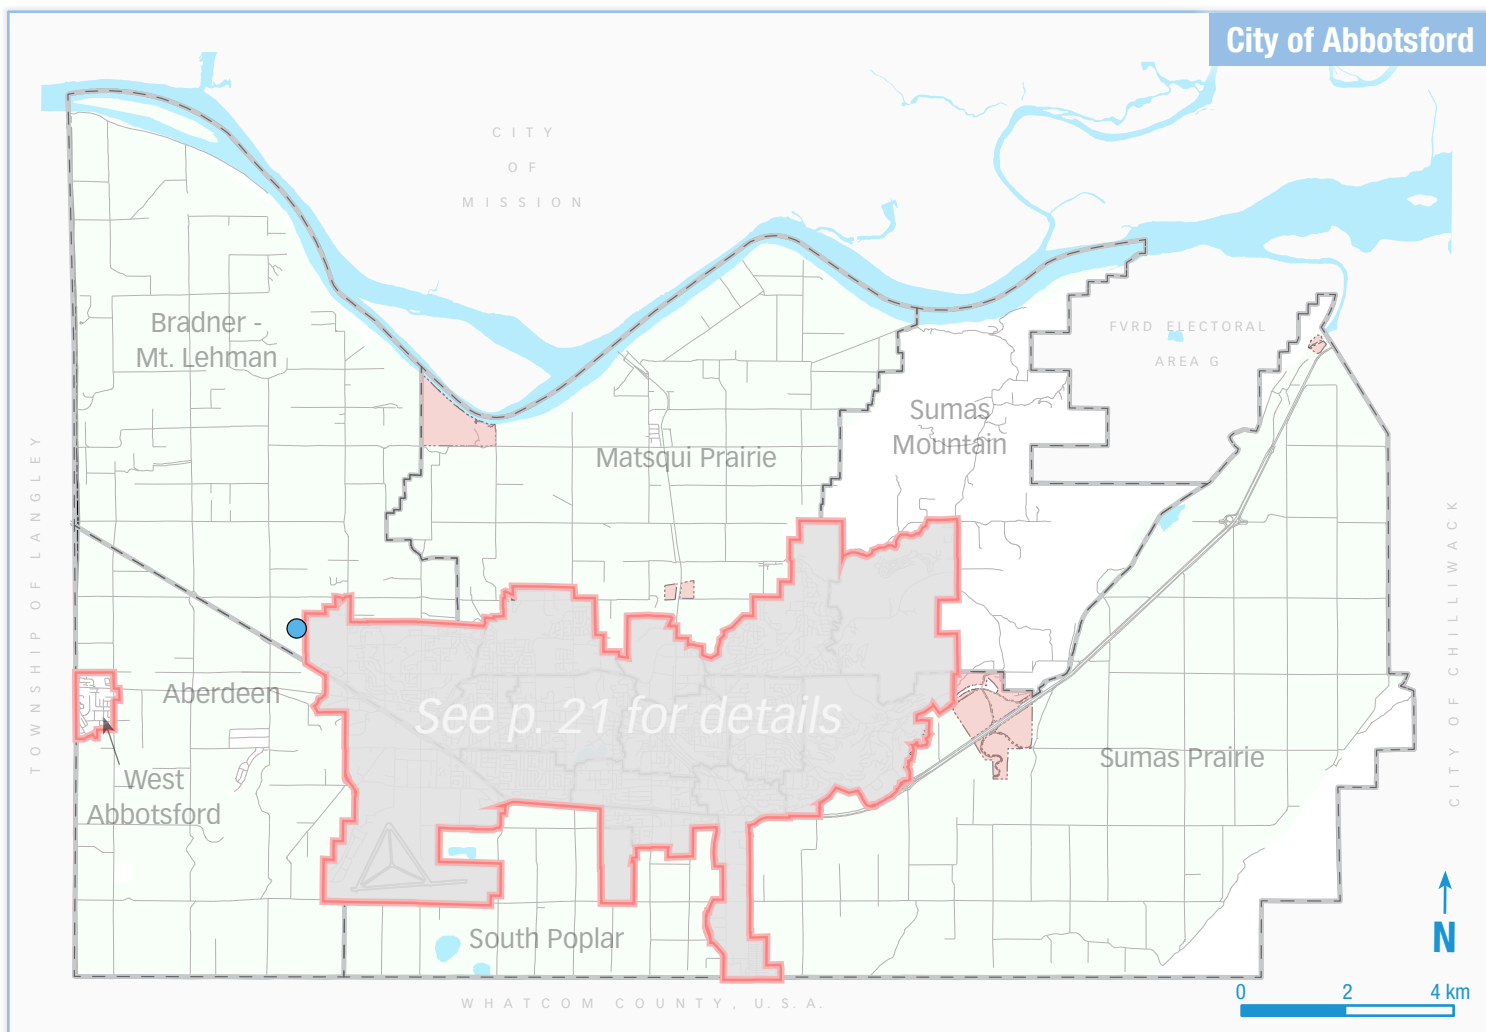 City of Abbotsford
CITY
OF
MISSION
Bradner -
Mt. Lehman
FVRD ELECTORAL
AREA G
Sumas
Mountain
Matsqui Prairie
TOWNSHIP OF LANGLEY
CITY OF CHILLIWACK
Aberdeen
See p. 21 for details
West
Abbotsford
Sumas Prairie
South Poplar
N
WHATCOM COUNTY, U.S.A.
0 2 4 km